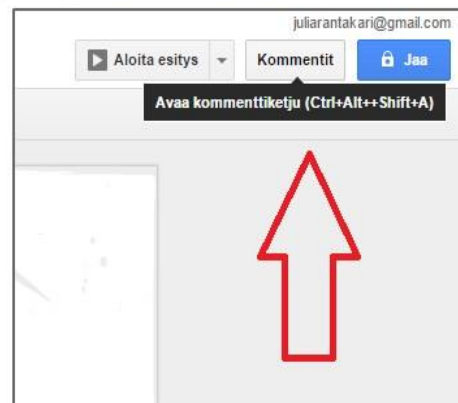 juliarantakari@gmail.com
Aloita esitys Kommentit Jaa
Avaa kommenttiketju (Ctrl+Alt++Shift+A)